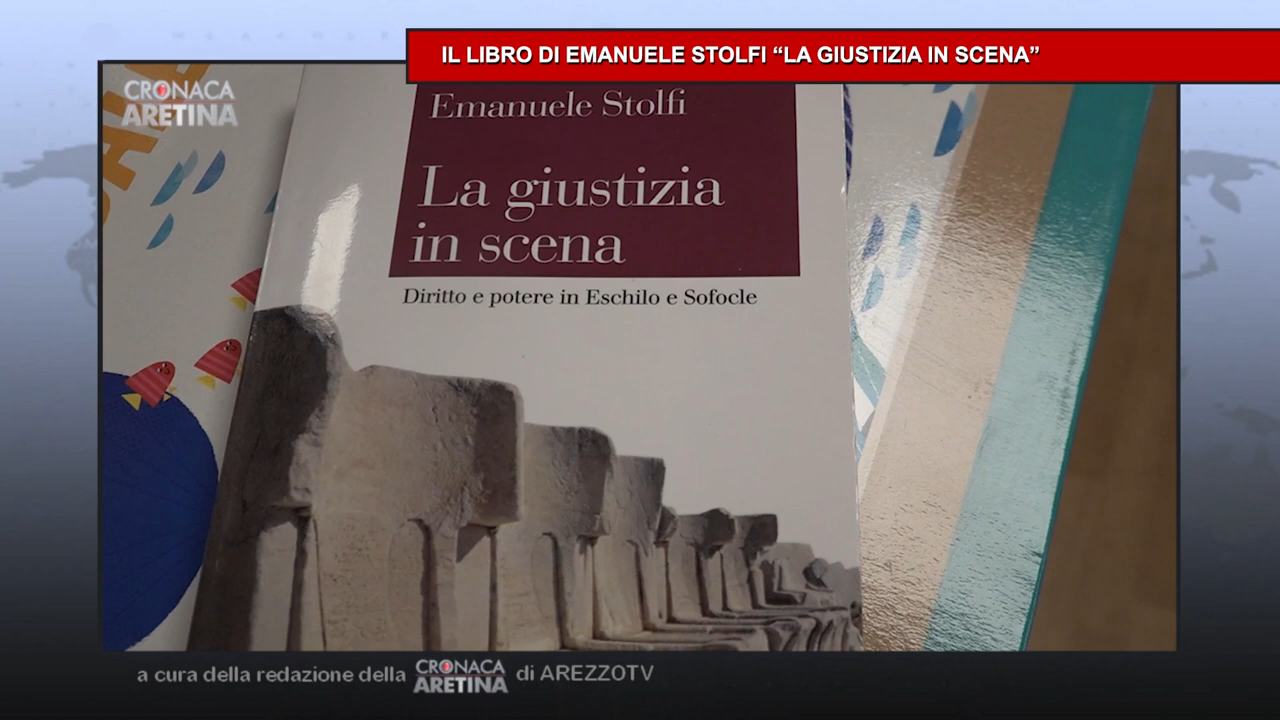 IL LIBRO DI EMANUELE STOLFI “LA GIUSTIZIA IN SCENA”
CRONACA
ARETINA
Emanuele Stolfi
La giustizia
in scena
Diritto e potere in Eschilo e Sofocle
a cura della redazione della CRONACA ARETINA di AREZZOTV